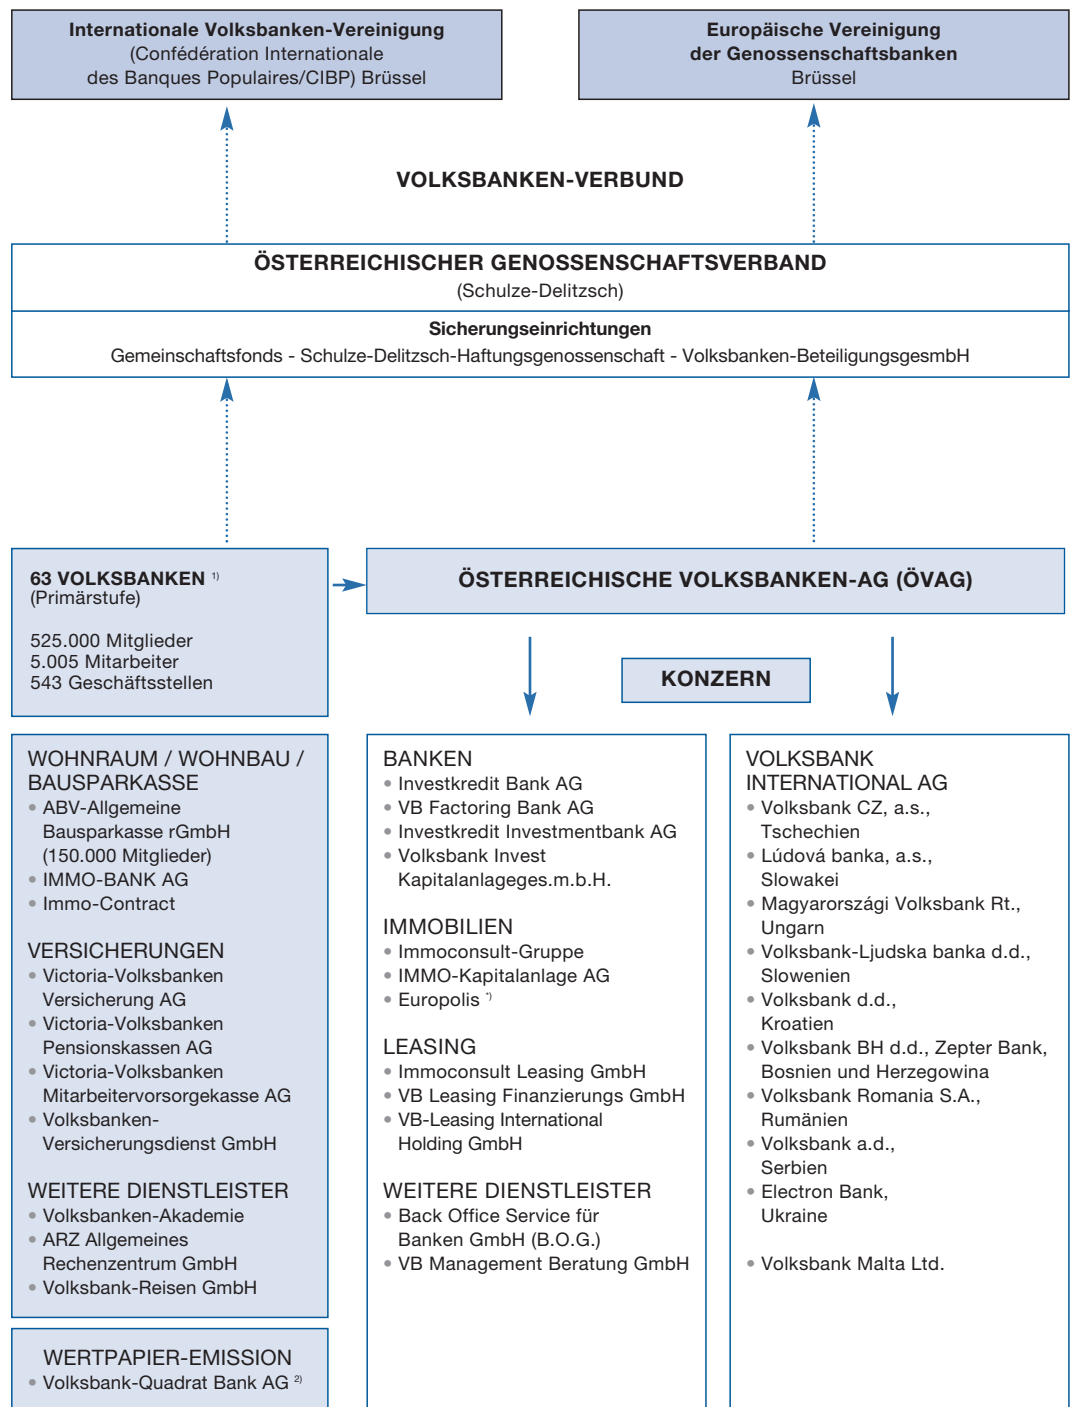 Internationale Volksbanken-Vereinigung
(Confédération Internationale
des Banques Populaires/CIBP) Brüssel
Europäische Vereinigung
der Genossenschaftsbanken
Brüssel
VOLKSBANKEN-VERBUND
ÖSTERREICHISCHER GENOSSENSCHAFTSVERBAND
(Schulze-Delitzsch)
Sicherungseinrichtungen
Gemeinschaftsfonds - Schulze-Delitzsch-Haftungsgenossenschaft - Volksbanken-BeteiligungsgesmbH
63 VOLKSBANKEN 1)
(Primärstufe)
525.000 Mitglieder
5.005 Mitarbeiter
543 Geschäftsstellen
ÖSTERREICHISCHE VOLKSBANKEN-AG (ÖVAG)
KONZERN
WOHNRAUM / WOHNBAU /
BAUSPARKASSE
• ABV-Allgemeine
Bausparkasse rGmbH
(150.000 Mitglieder)
• IMMO-BANK AG
• Immo-Contract
VERSICHERUNGEN
• Victoria-Volksbanken
Versicherung AG
• Victoria-Volksbanken
Pensionskassen AG
• Victoria-Volksbanken
Mitarbeitervorsorgekasse AG
• Volksbanken-
Versicherungsdienst GmbH
WEITERE DIENSTLEISTER
• Volksbanken-Akademie
• ARZ Allgemeines
Rechenzentrum GmbH
• Volksbank-Reisen GmbH
WERTPAPIER-EMISSION
• Volksbank-Quadrat Bank AG 2)
BANKEN
• Investkredit Bank AG
• VB Factoring Bank AG
• Investkredit Investmentbank AG
• Volksbank Invest
Kapitalanlageges.m.b.H.
IMMOBILIEN
• Immoconsult-Gruppe
• IMMO-Kapitalanlage AG
• Europolis *)
LEASING
• Immoconsult Leasing GmbH
• VB Leasing Finanzierungs GmbH
• VB-Leasing International
Holding GmbH
WEITERE DIENSTLEISTER
• Back Office Service für
Banken GmbH (B.O.G.)
• VB Management Beratung GmbH
VOLKSBANK
INTERNATIONAL AG
• Volksbank CZ, a.s.,
Tschechien
• Lúdová banka, a.s.,
Slowakei
• Magyarországi Volksbank Rt.,
Ungarn
• Volksbank-Ljudska banka d.d.,
Slowenien
• Volksbank d.d.,
Kroatien
• Volksbank BH d.d., Zepter Bank,
Bosnien und Herzegowina
• Volksbank Romania S.A.,
Rumänien
• Volksbank a.d.,
Serbien
• Electron Bank,
Ukraine
• Volksbank Malta Ltd.